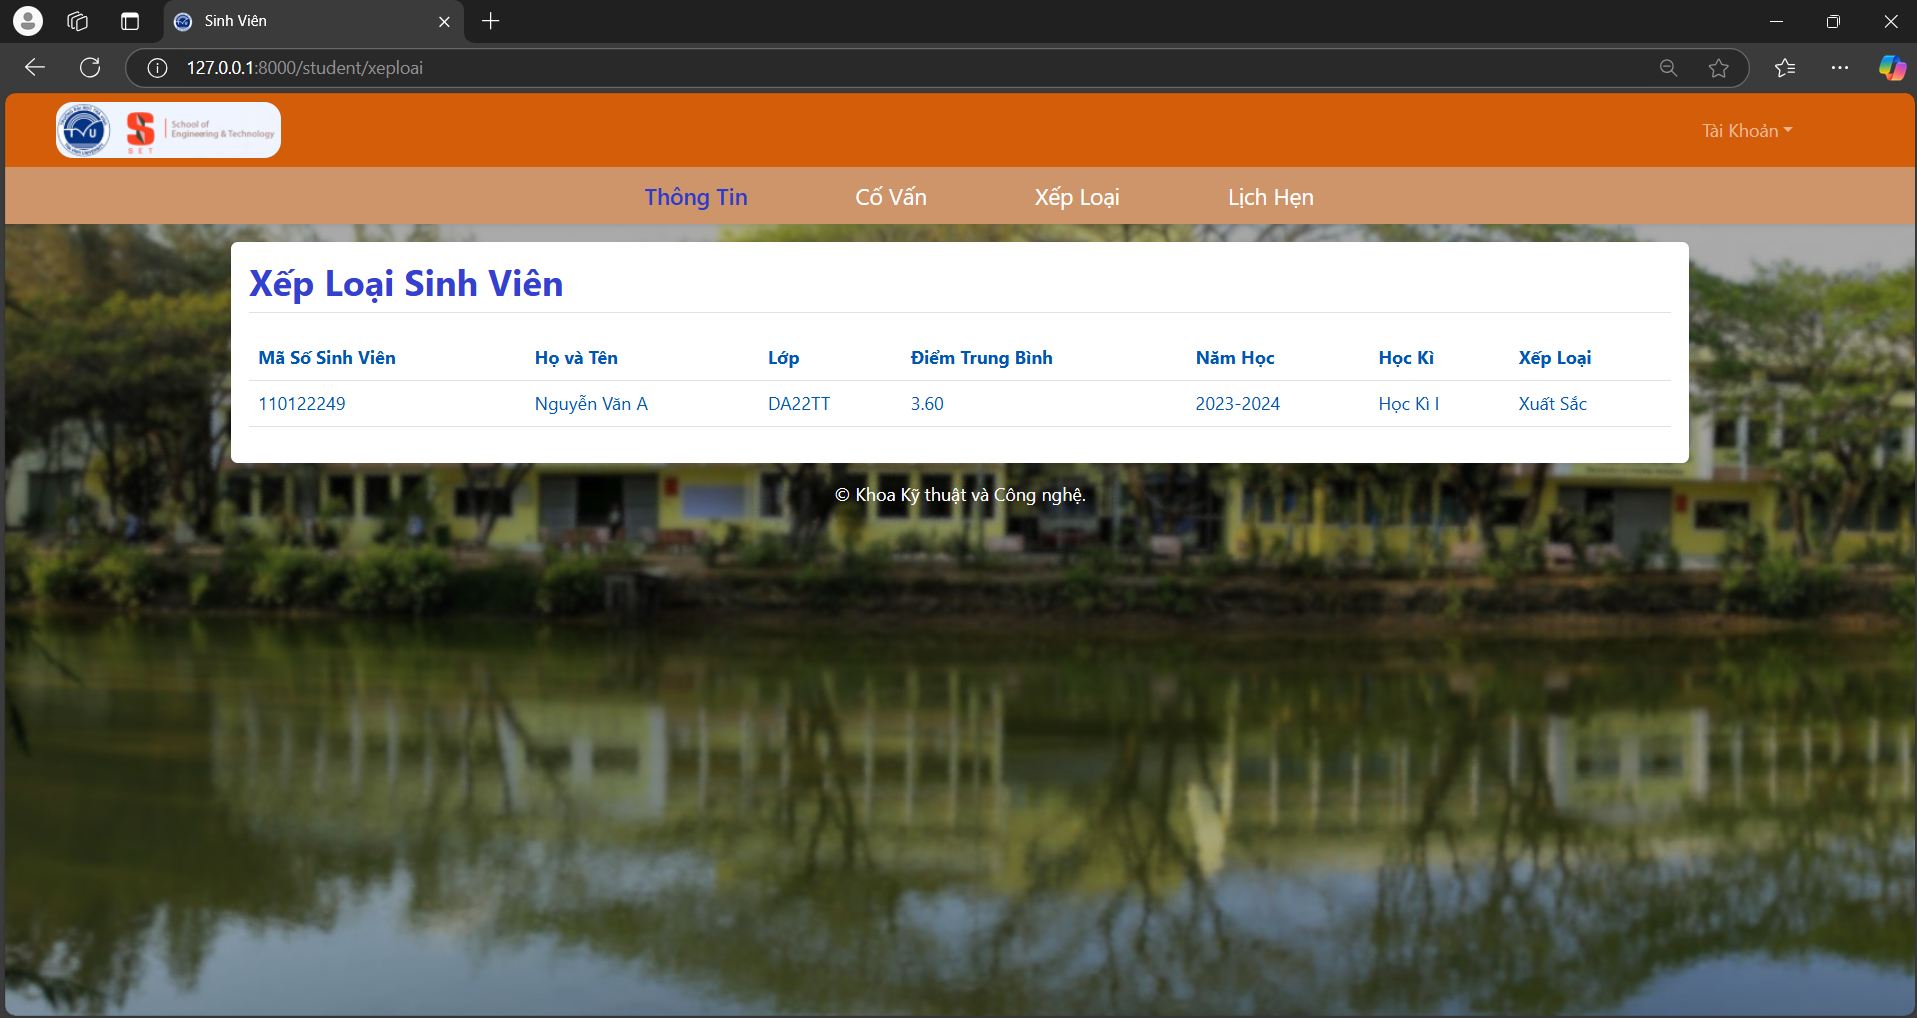 Sinh Viên
127.0.0.1:8000/student/xeploai
TVU
SET
School of
Engineering & Technology
Tài Khoản
Thông Tin Cố Vấn Xếp Loại Lịch Hẹn
Xếp Loại Sinh Viên
Mã Số Sinh Viên Họ và Tên Lớp Điểm Trung Bình Năm Học Học Kì Xếp Loại
110122249 Nguyễn Văn A DA22TT 3.60 2023-2024 Học Kì I Xuất Sắc
© Khoa Kỹ thuật và Công nghệ.